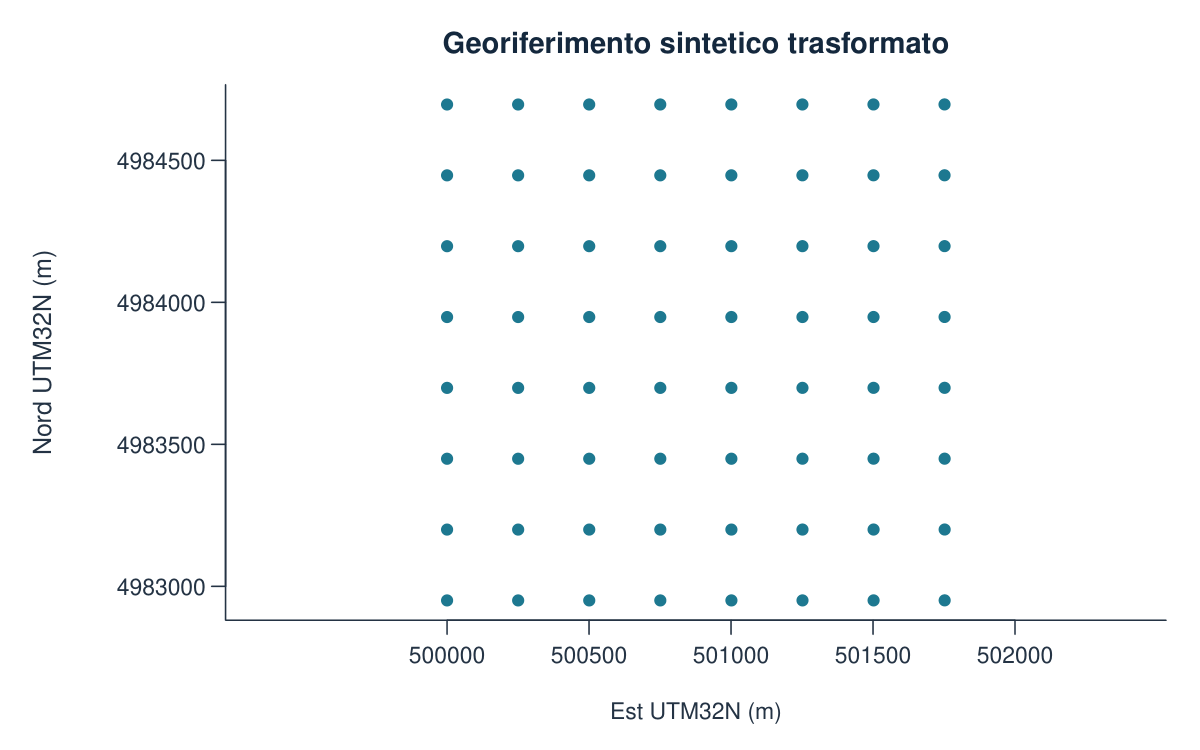 Georiferimento sintetico trasformato
4984500
4984000
4983500
4983000
Nord UTM32N (m)
500000 500500 501000 501500 502000
Est UTM32N (m)